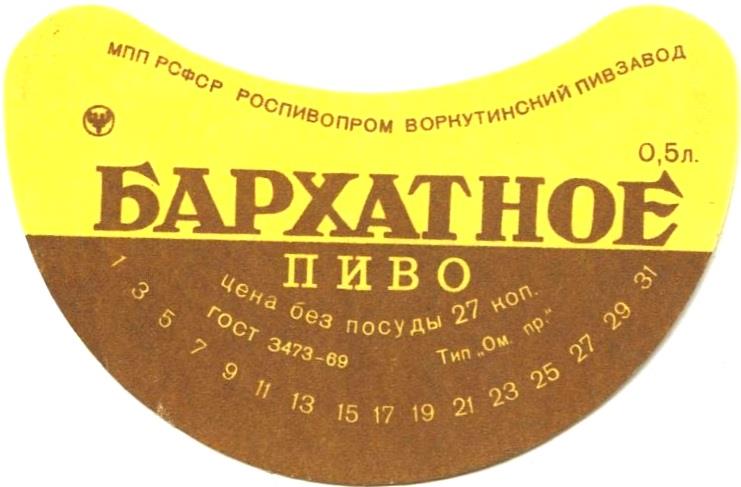 МПП РСФСР РОСПИВОПРОМ ВОРКУТИНСКИЙ ПИВЗАВОД
0,5л.
БАРХАТНОЕ
ПИВО
цена без посуды 27 коп.
ГОСТ 3473-69
Тип „Ом. пр."
1 3 5 7 9 11 13 15 17 19 21 23 25 27 29 31